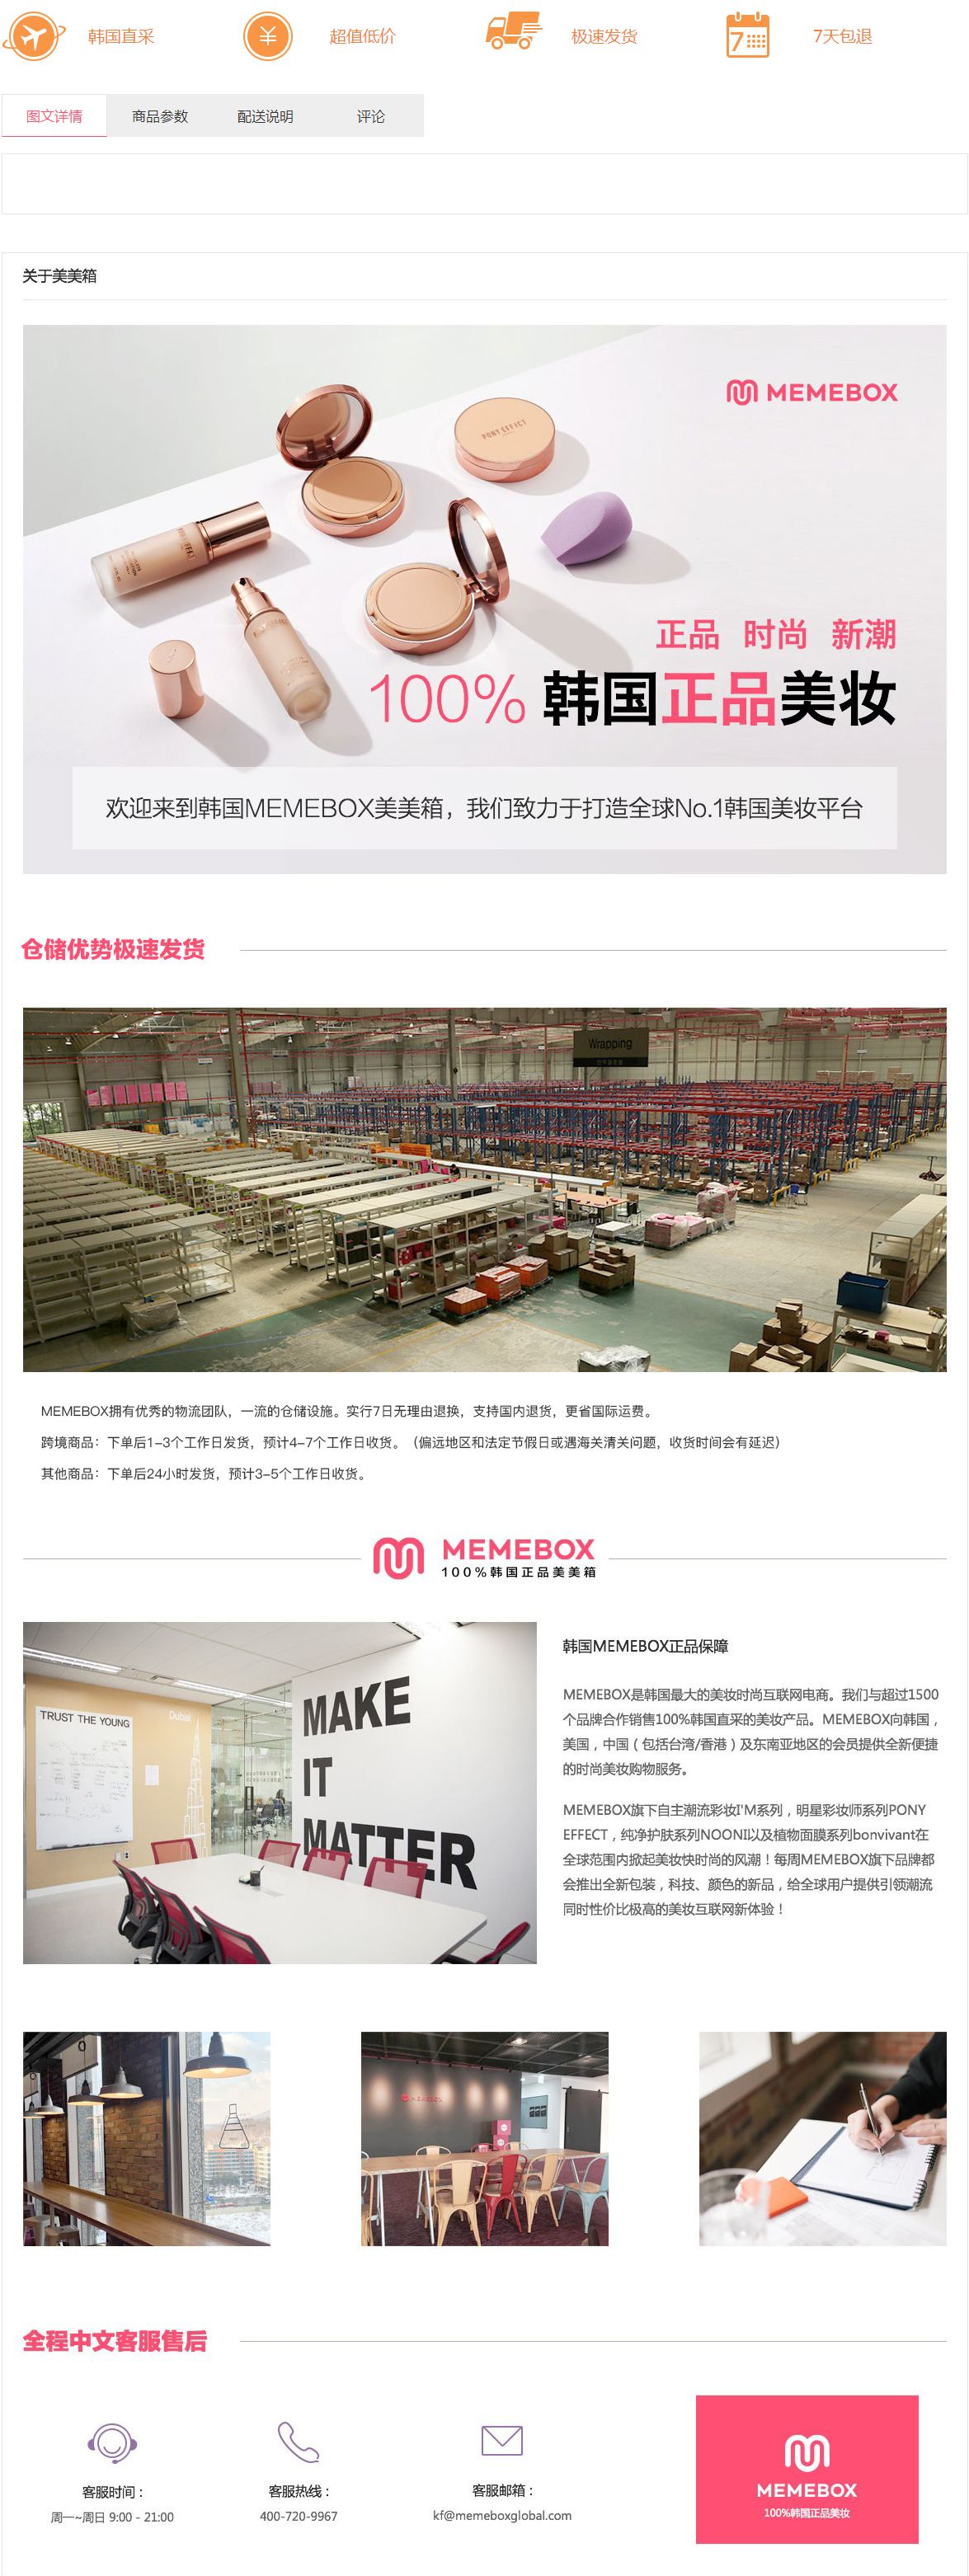 韩国直采
¥
超值低价
极速发货
7
7天包退
图文详情
商品参数
配送说明
评论
关于美美箱
MEMEBOX
PONY EFFECT
正品 时尚 新潮
100% 韩国正品美妆
欢迎来到韩国MEMEBOX美美箱，我们致力于打造全球No.1韩国美妆平台
仓储优势极速发货
Wrapping
MEMEBOX拥有优秀的物流团队，一流的仓储设施。实行7日无理由退换，支持国内退货，更省国际运费。
跨境商品：下单后1-3个工作日发货，预计4-7个工作日收货。（偏远地区和法定节假日或遇海关清关问题，收货时间会有延迟）
其他商品：下单后24小时发货，预计3-5个工作日收货。
MEMEBOX
100%韩国正品美美箱
TRUST THE YOUNG
Dubai
MAKE
IT
MATTER
韩国MEMEBOX正品保障
MEMEBOX是韩国最大的美妆时尚互联网电商。我们与超过1500
个品牌合作销售100%韩国直采的美妆产品。MEMEBOX向韩国，
美国，中国（包括台湾/香港）及东南亚地区的会员提供全新便捷
的时尚美妆购物服务。
MEMEBOX旗下自主潮流彩妆I'M系列，明星彩妆师系列PONY
EFFECT，纯净护肤系列NOONI以及植物面膜系列bonvivant在
全球范围内掀起美妆快时尚的风潮！每周MEMEBOX旗下品牌都
会推出全新包装，科技、颜色的新品，给全球用户提供引领潮流
同时性价比极高的美妆互联网新体验！
全程中文客服售后
客服时间：
周一~周日 9:00 - 21:00
客服热线：
400-720-9967
客服邮箱：
kf@memeboxglobal.com
MEMEBOX
100%韩国正品美妆